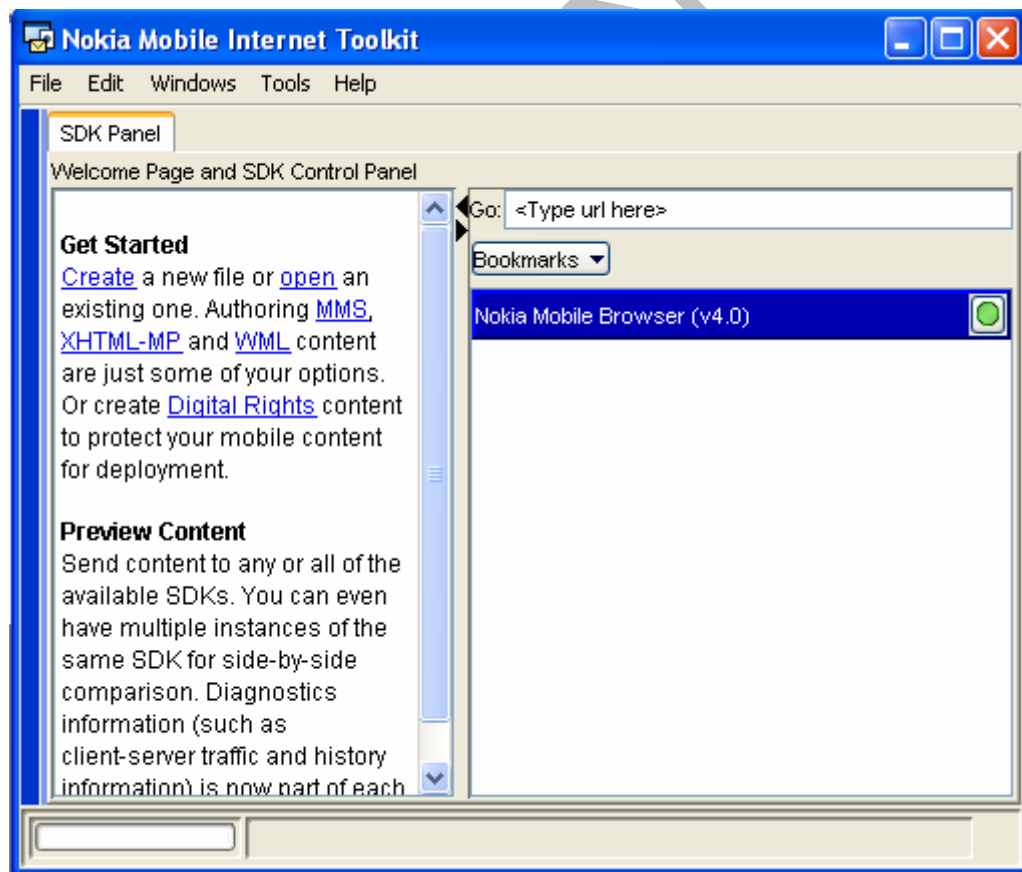 Nokia Mobile Internet Toolkit
File Edit Windows Tools Help
SDK Panel
Welcome Page and SDK Control Panel
Get Started
Create a new file or open an
existing one. Authoring MMS,
XHTML-MP and WML content
are just some of your options.
Or create Digital Rights content
to protect your mobile content
for deployment.
Preview Content
Send content to any or all of the
available SDKs. You can even
have multiple instances of the
same SDK for side-by-side
comparison. Diagnostics
information (such as
client-server traffic and history
information) is now part of each
Go: <Type url here>
Bookmarks
Nokia Mobile Browser (v4.0)